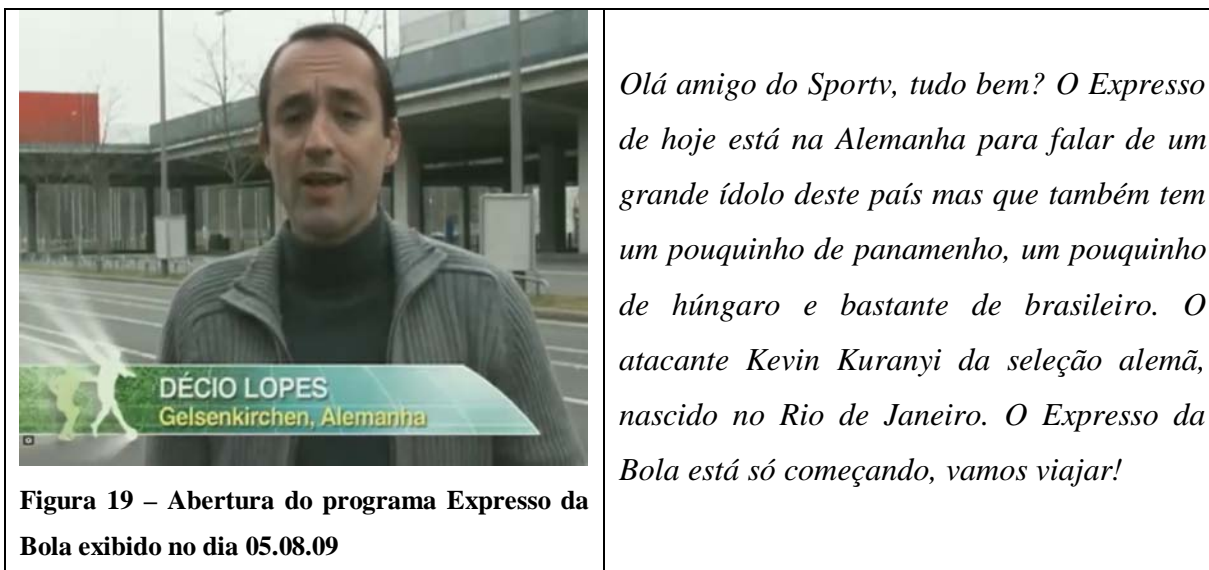 DÉCIO LOPES
Gelsenkirchen, Alemanha
Figura 19 – Abertura do programa Expresso da
Bola exibido no dia 05.08.09
Olá amigo do Sportv, tudo bem? O Expresso
de hoje está na Alemanha para falar de um
grande ídolo deste país mas que também tem
um pouquinho de panamenho, um pouquinho
de húngaro e bastante de brasileiro. O
atacante Kevin Kuranyi da seleção alemã,
nascido no Rio de Janeiro. O Expresso da
Bola está só começando, vamos viajar!